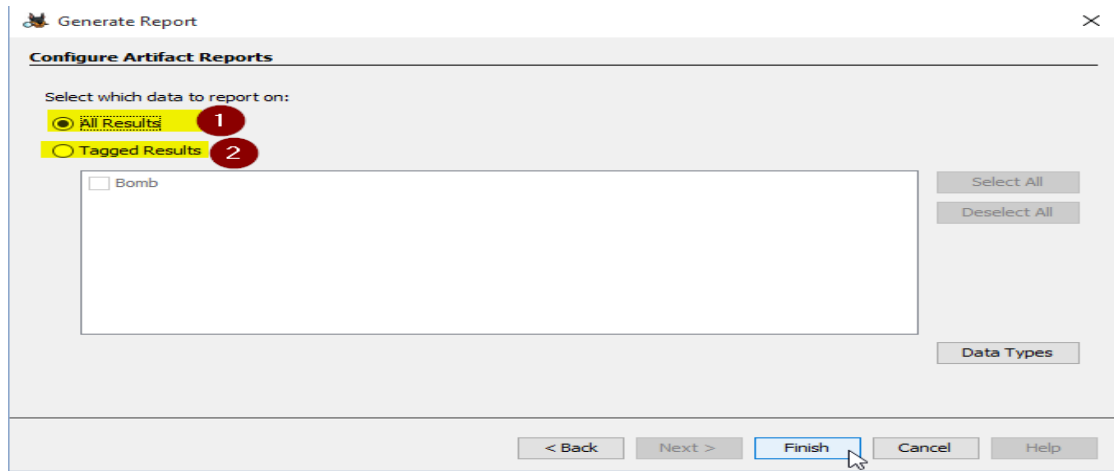 Generate Report
Configure Artifact Reports
Select which data to report on:
All Results 1
Tagged Results 2
Bomb
Select All
Deselect All
Data Types
< Back Next > Finish Cancel Help